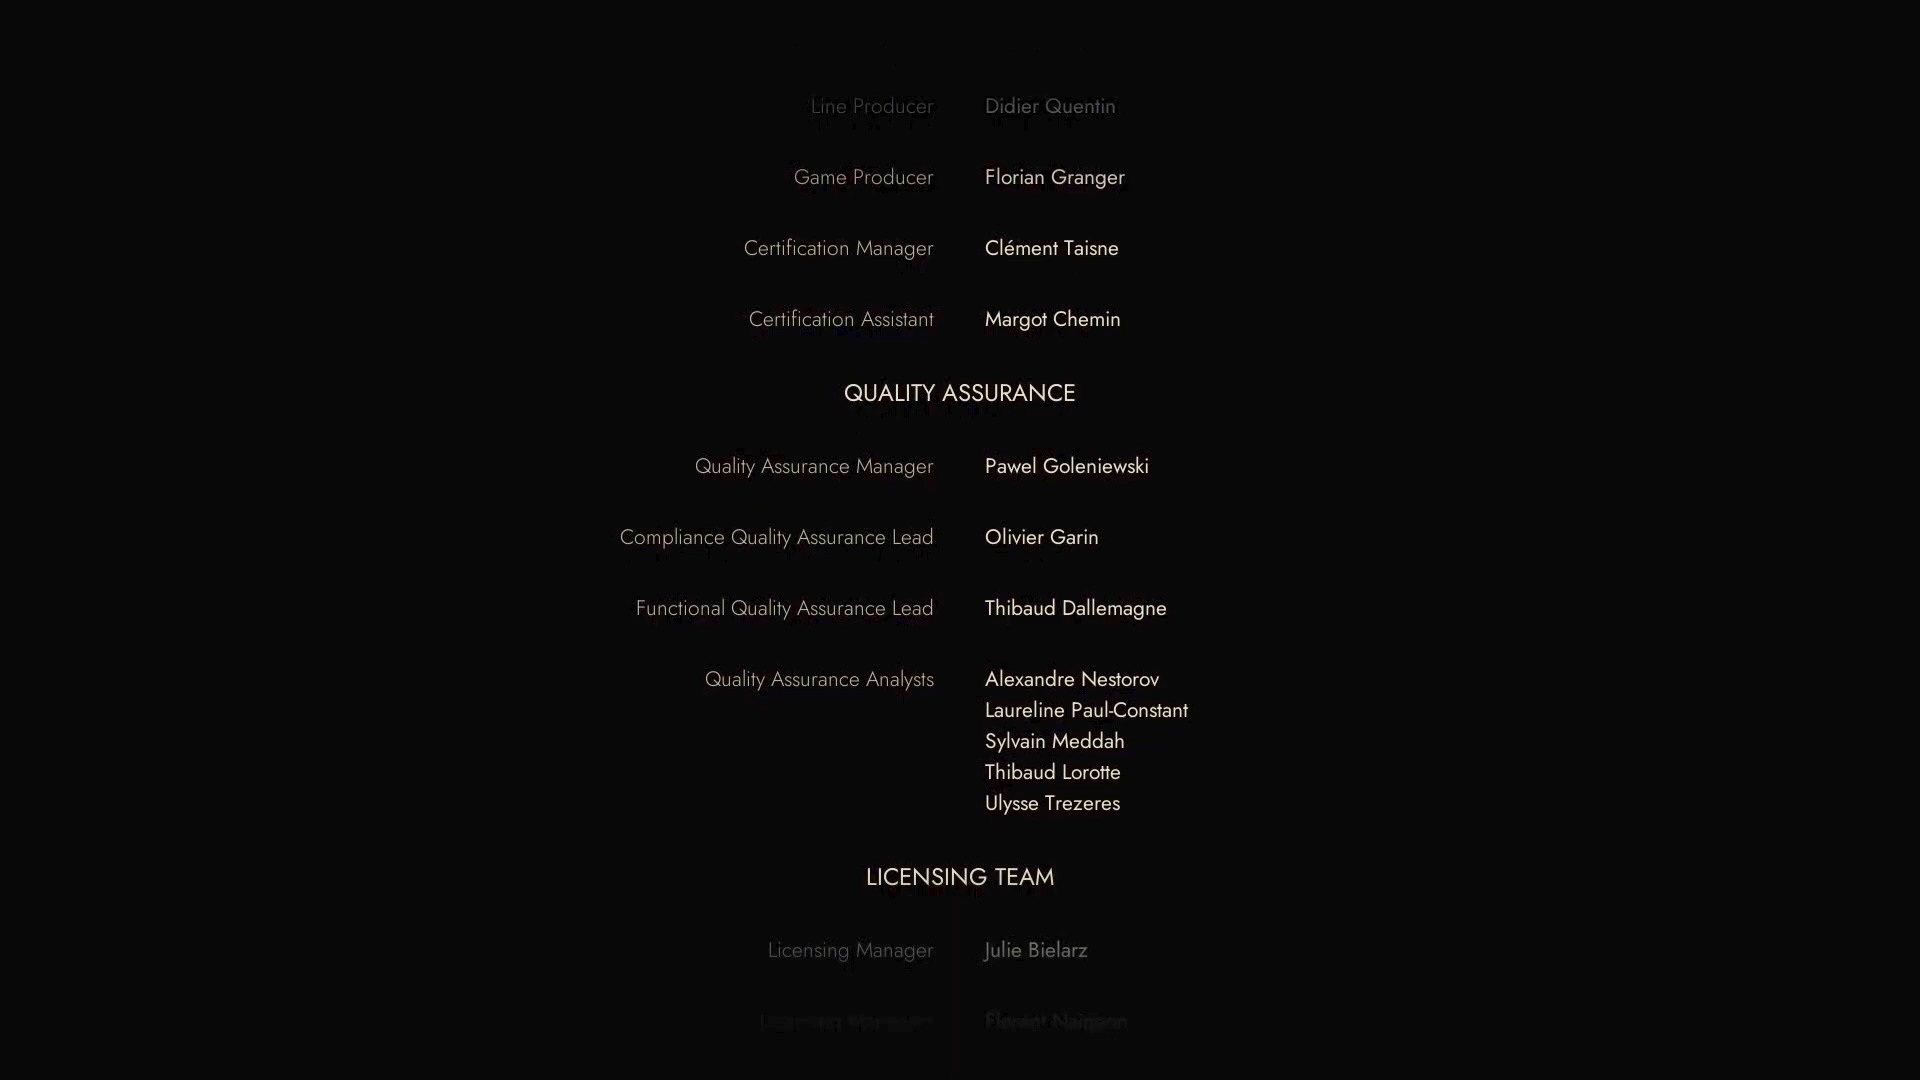 Line Producer Didier Quentin
Game Producer Florian Granger
Certification Manager Clément Taisne
Certification Assistant Margot Chemin
QUALITY ASSURANCE
Quality Assurance Manager Pawel Goleniewski
Compliance Quality Assurance Lead Olivier Garin
Functional Quality Assurance Lead Thibaud Dallemagne
Quality Assurance Analysts Alexandre Nestorov
Laureline Paul-Constant
Sylvain Meddah
Thibaud Lorotte
Ulysse Trezeres
LICENSING TEAM
Licensing Manager Julie Bielarz
Florent